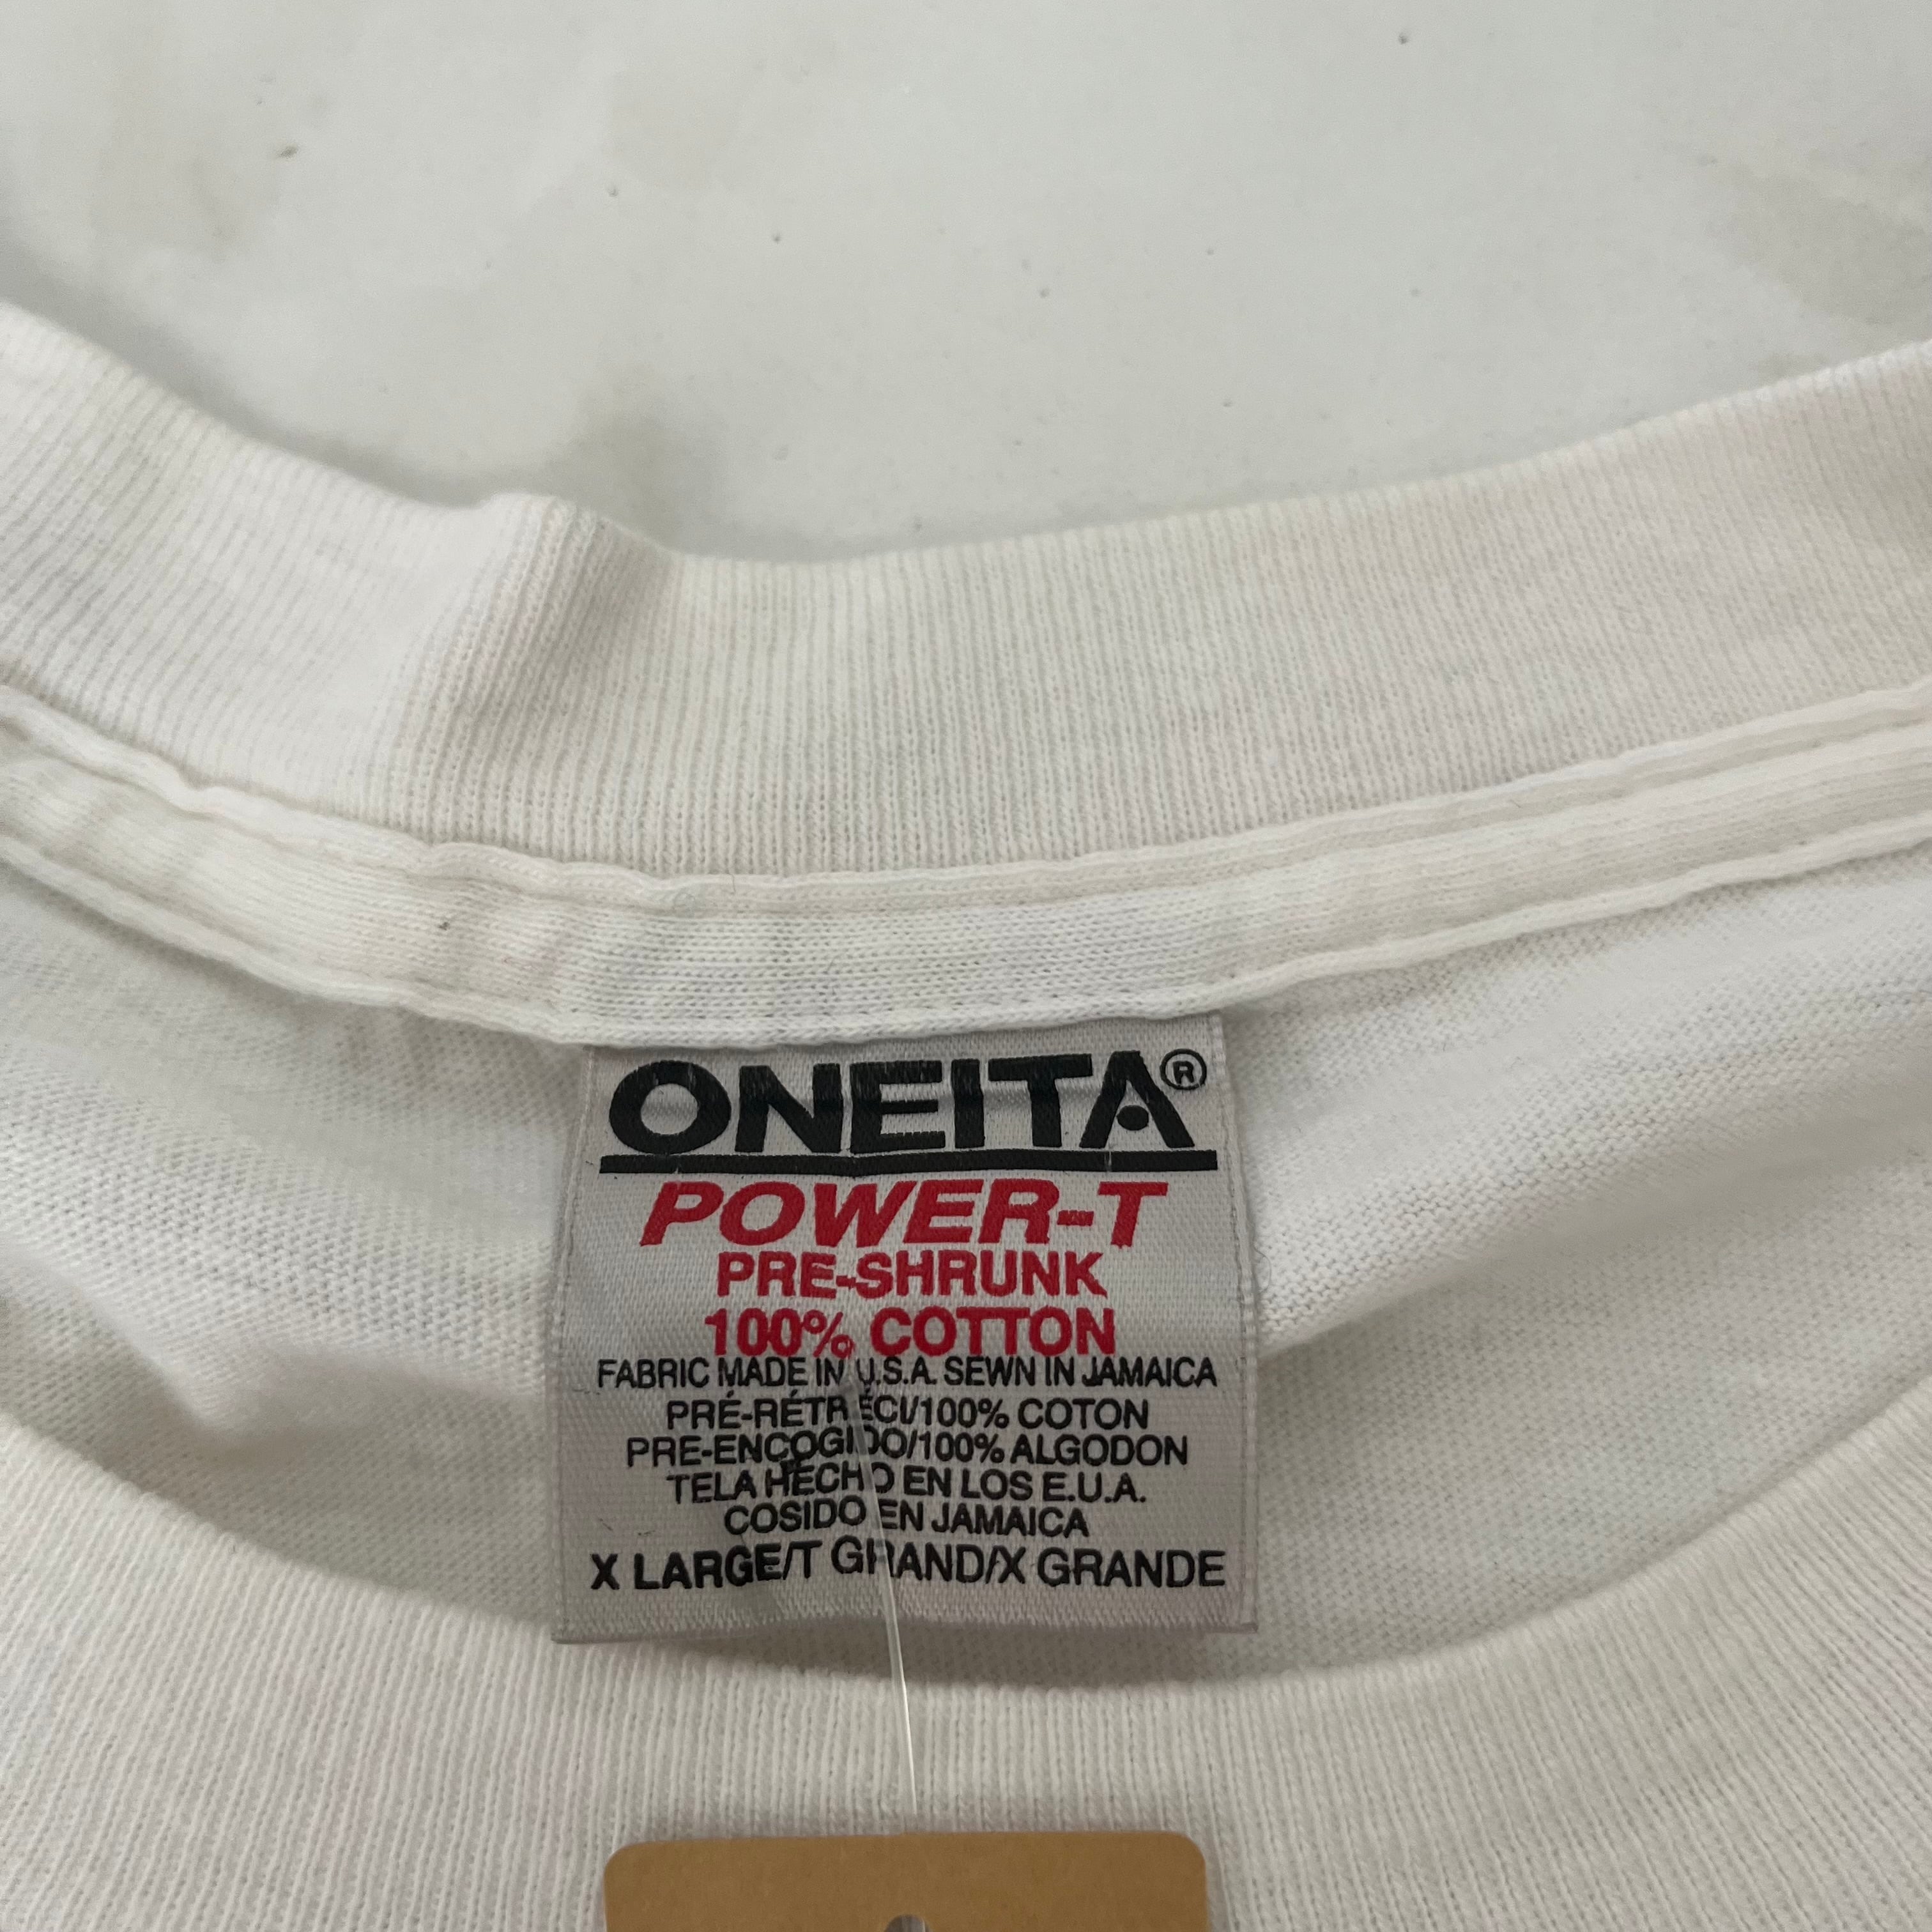 ONEITA®
POWER-T
PRE-SHRUNK
100% COTTON
FABRIC MADE IN U.S.A. SEWN IN JAMAICA
PRÉ-RÉTRÉCI/100% COTON
PRE-ENCOGIDO/100% ALGODON
TELA HECHO EN LOS E.U.A.
COSIDO EN JAMAICA
X LARGE/T GRAND/X GRANDE